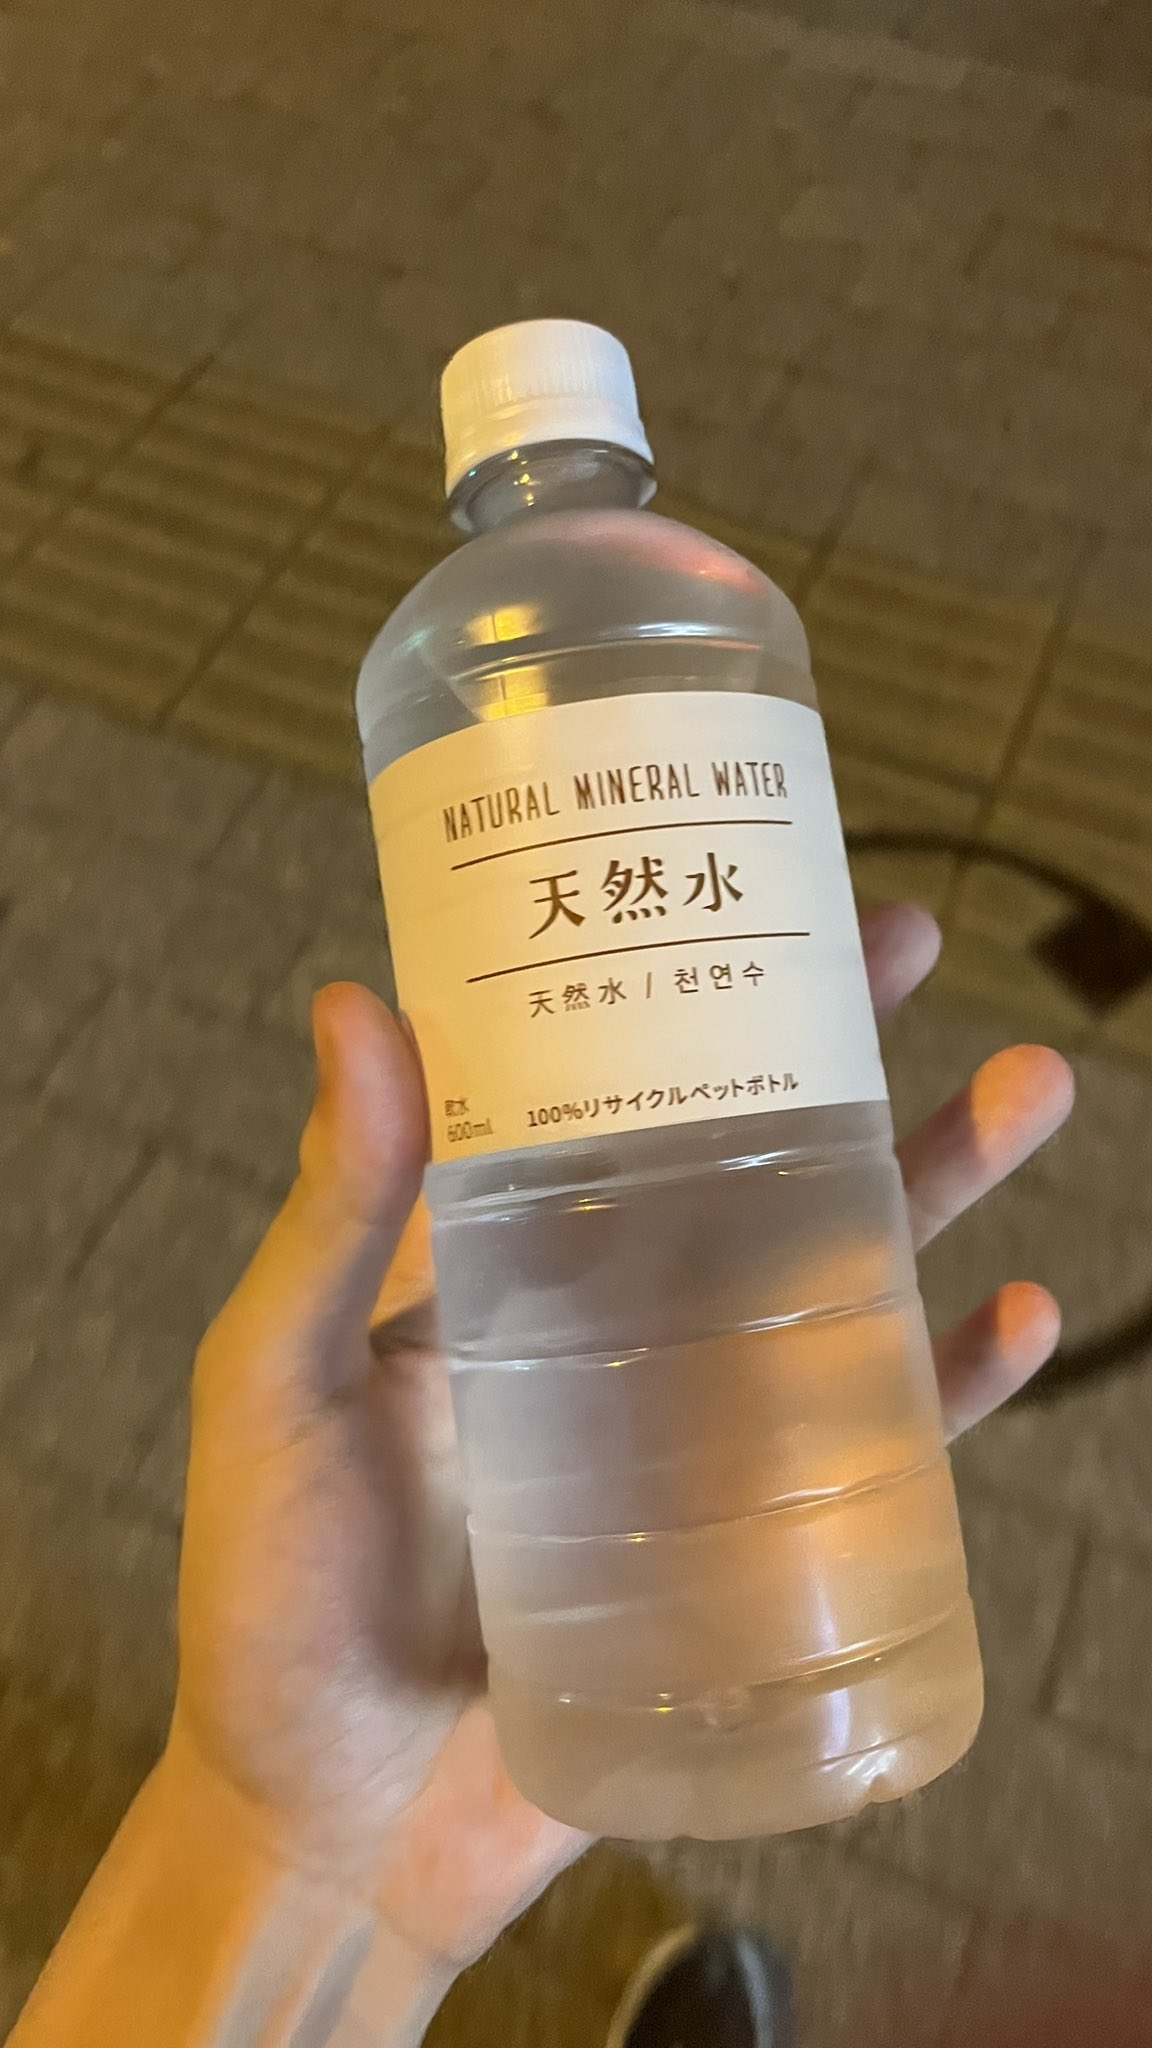 NATURAL MINERAL WATER
天然水
天然水 / 천연수
軟水
600ml
100%リサイクルペットボトル